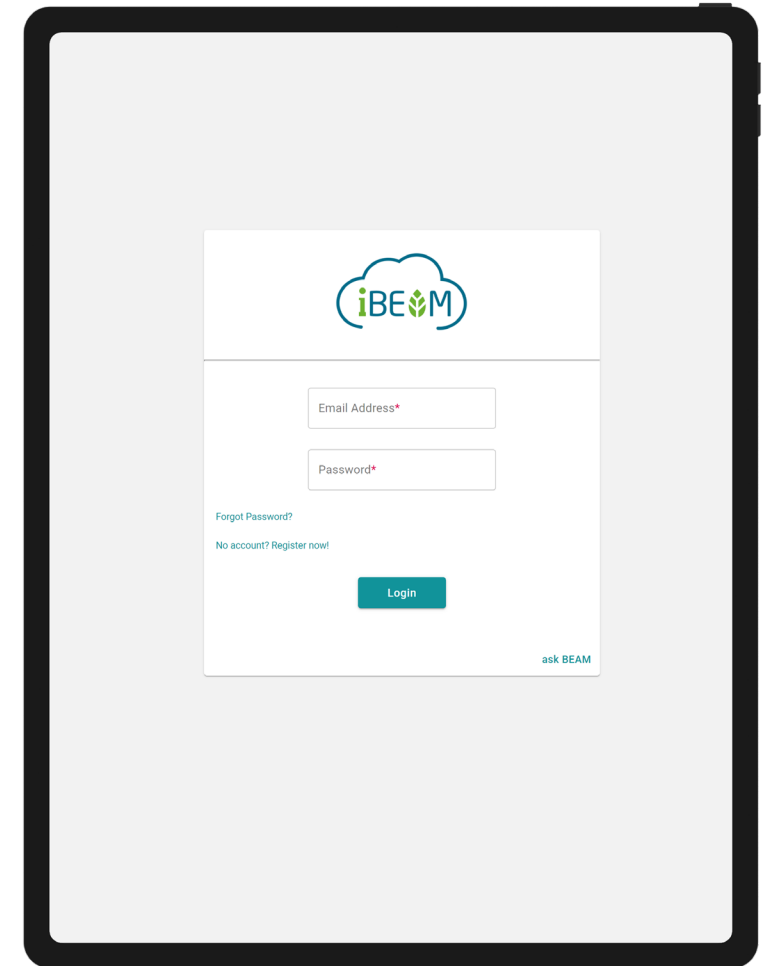 iBEAM
Email Address*
Password*
Forgot Password?
No account? Register now!
Login
ask BEAM